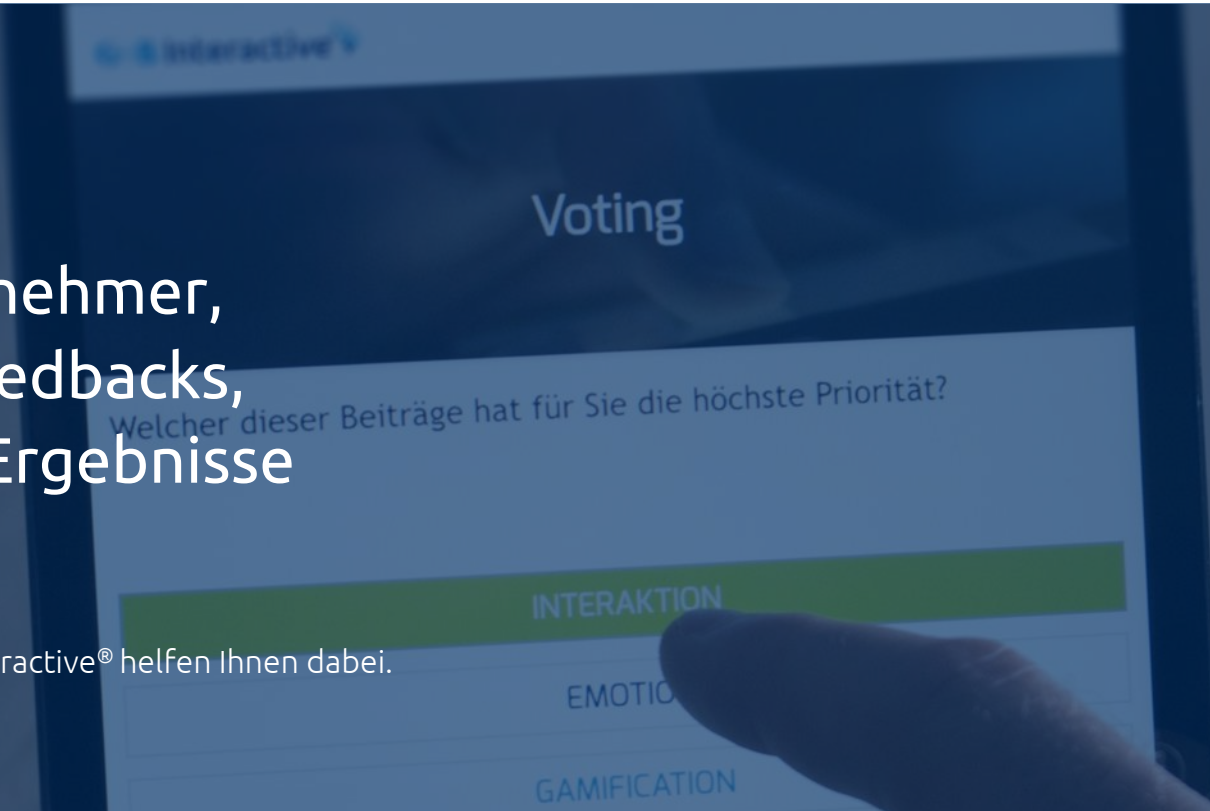 interactive
Voting
nehmer,
edbacks,
Ergebnisse
Welcher dieser Beiträge hat für Sie die höchste Priorität?
INTERAKTION
ractive® helfen Ihnen dabei.
EMOTIO
GAMIFICATION